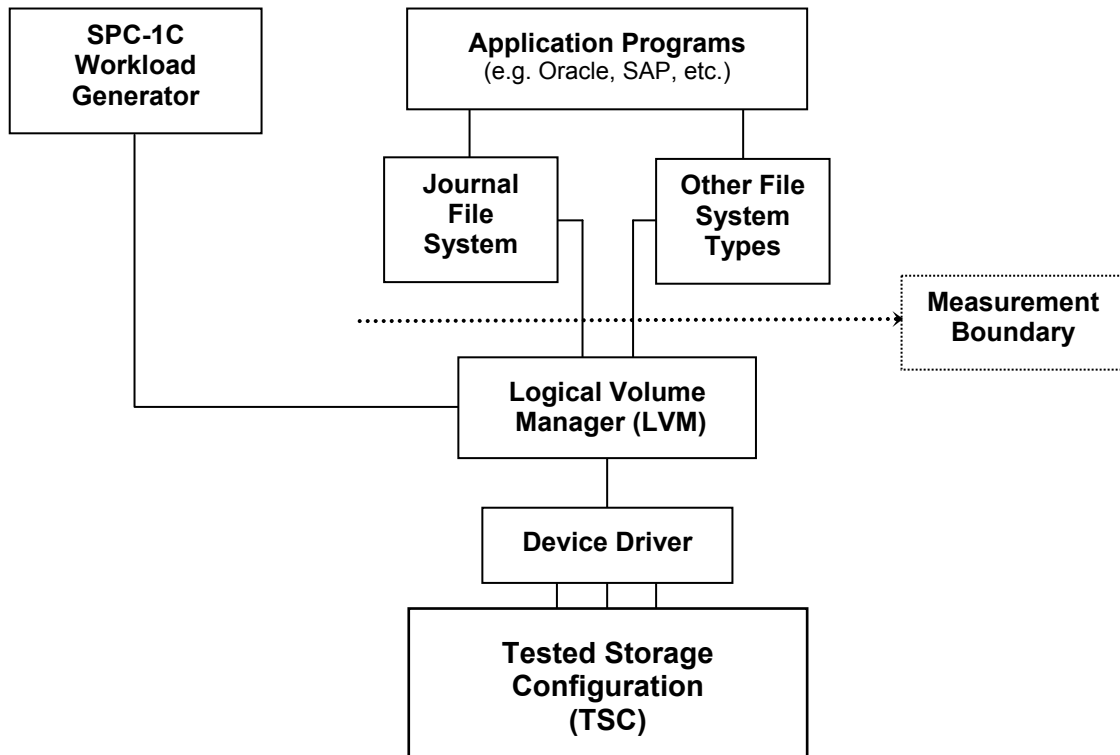 SPC-1C
Workload
Generator
Application Programs
(e.g. Oracle, SAP, etc.)
Journal
File
System
Other File
System
Types
Measurement
Boundary
Logical Volume
Manager (LVM)
Device Driver
Tested Storage
Configuration
(TSC)